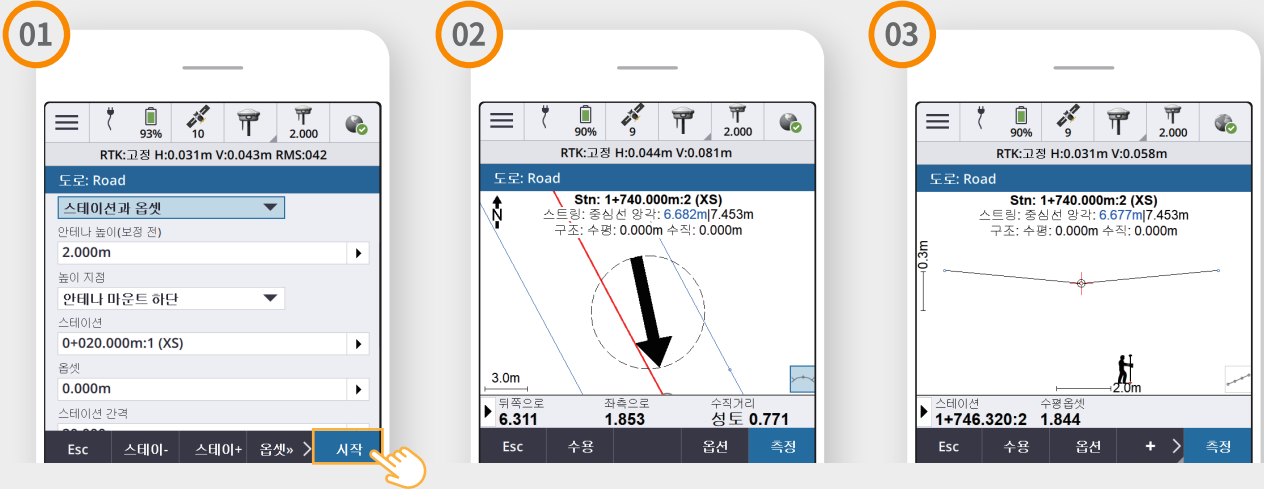 01
93%
10
2.000
RTK:고정 H:0.031m V:0.043m RMS:042
도로: Road
스테이션과 옵셋
안테나 높이(보정 전)
2.000m
높이 지점
안테나 마운트 하단
스테이션
0+020.000m:1 (XS)
옵셋
0.000m
스테이션 간격
Esc 스테이- 스테이+ 옵셋» 시작
02
90%
9
2.000
RTK:고정 H:0.044m V:0.081m
도로: Road
Stn: 1+740.000m:2 (XS)
스트링: 중심선 앙각: 6.682m|7.453m
구조: 수평: 0.000m 수직: 0.000m
N
3.0m
뒤쪽으로 좌측으로 수직거리
6.311 1.853 성토 0.771
Esc 수용 옵션 측정
03
90%
9
2.000
RTK:고정 H:0.031m V:0.058m
도로: Road
Stn: 1+740.000m:2 (XS)
스트링: 중심선 앙각: 6.677m|7.453m
구조: 수평: 0.000m 수직: 0.000m
0.3m
2.0m
스테이션 수평옵셋
1+746.320:2 1.844
Esc 수용 옵션 + 측정